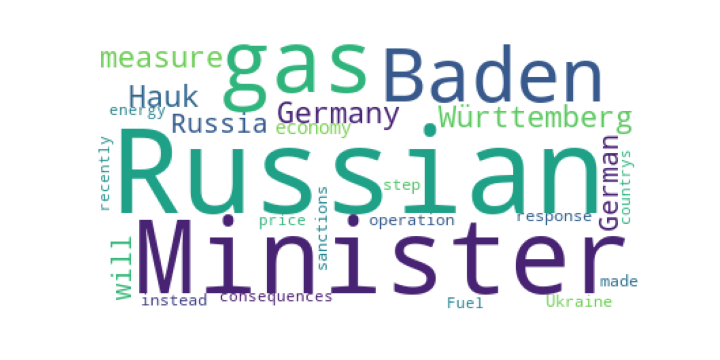 measure
gas
Baden
Hauk
energy
Russia
Germany
economy
Württemberg
recently
Russian
German
countrys
step
sanctions
price
operation
response
Minister
will
instead
consequences
Fuel
Ukraine
made